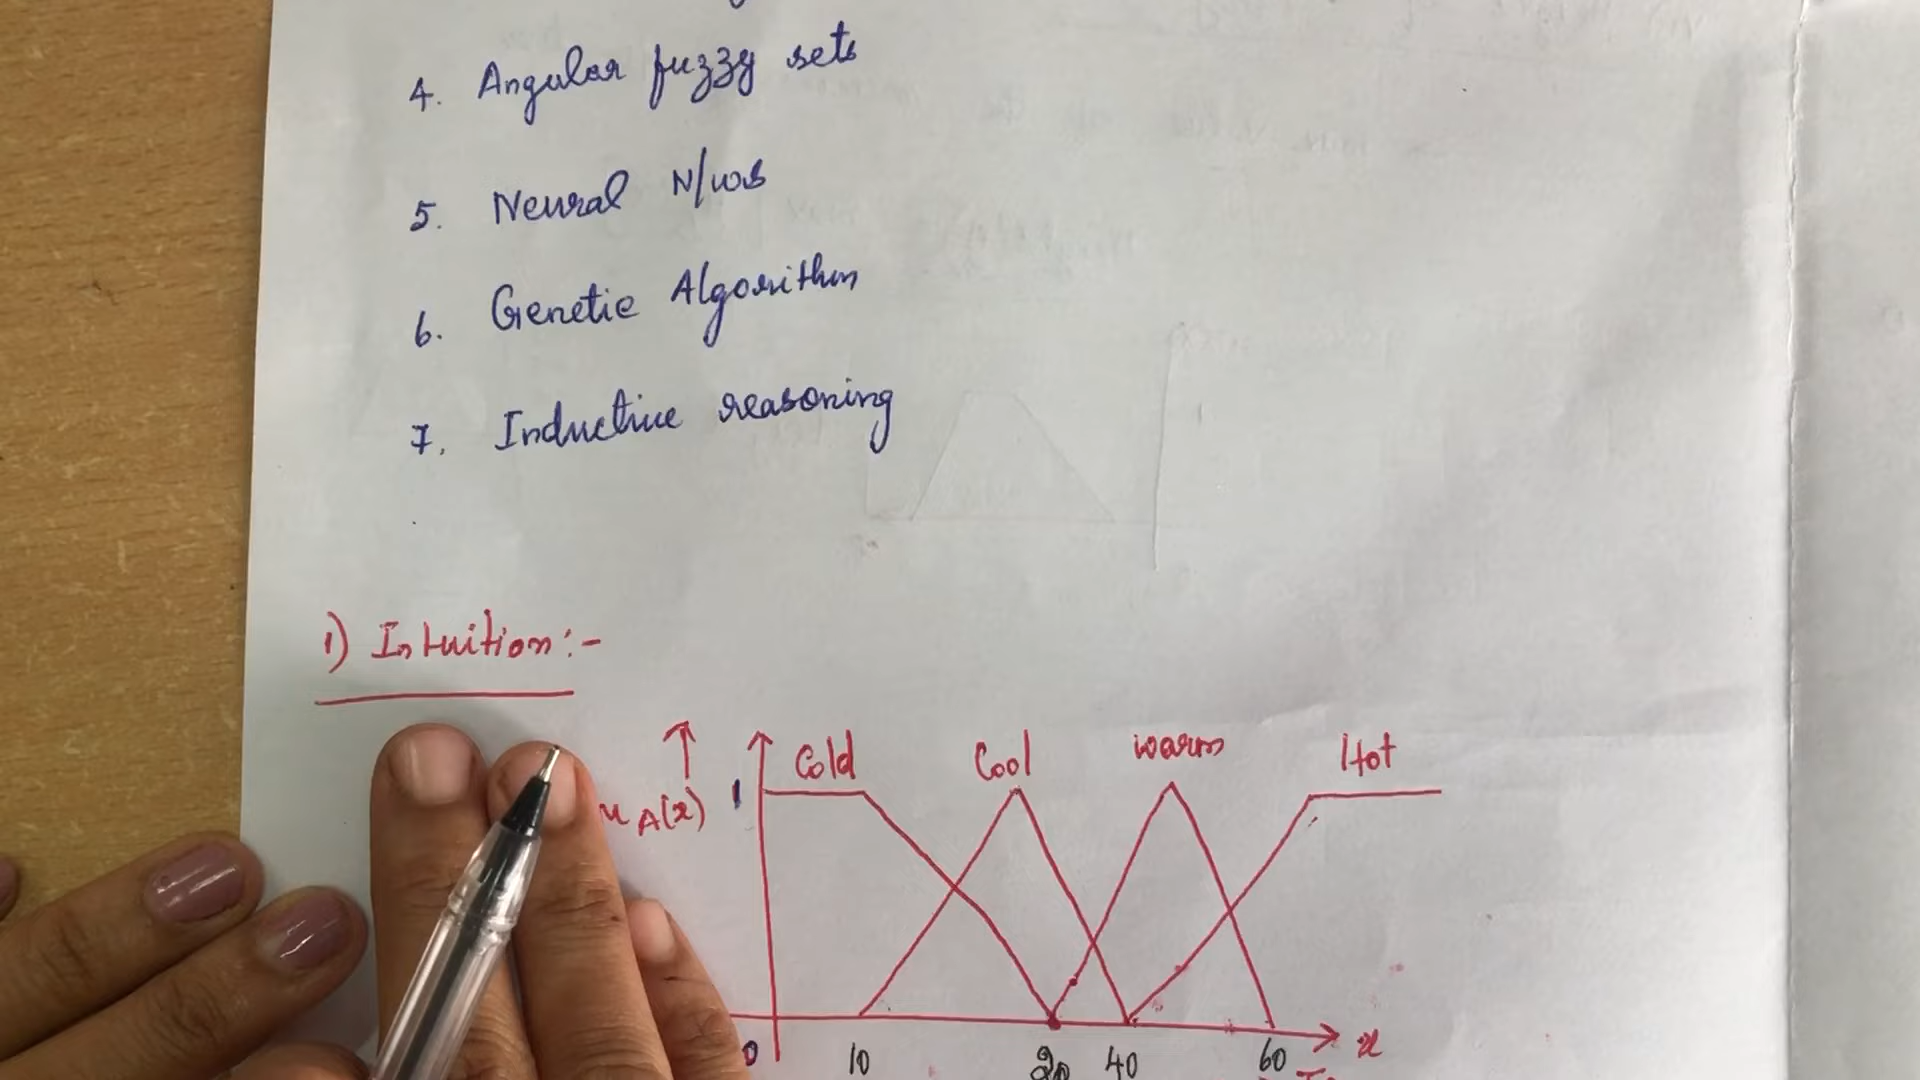 4. Angular fuzzy sets
5. Neural N/ws
6. Genetic Algorithm
7. Inductive reasoning
1) Intuition:-
Cold Cool warm Hot
1
μA(x)
0 10 20 40 60 x